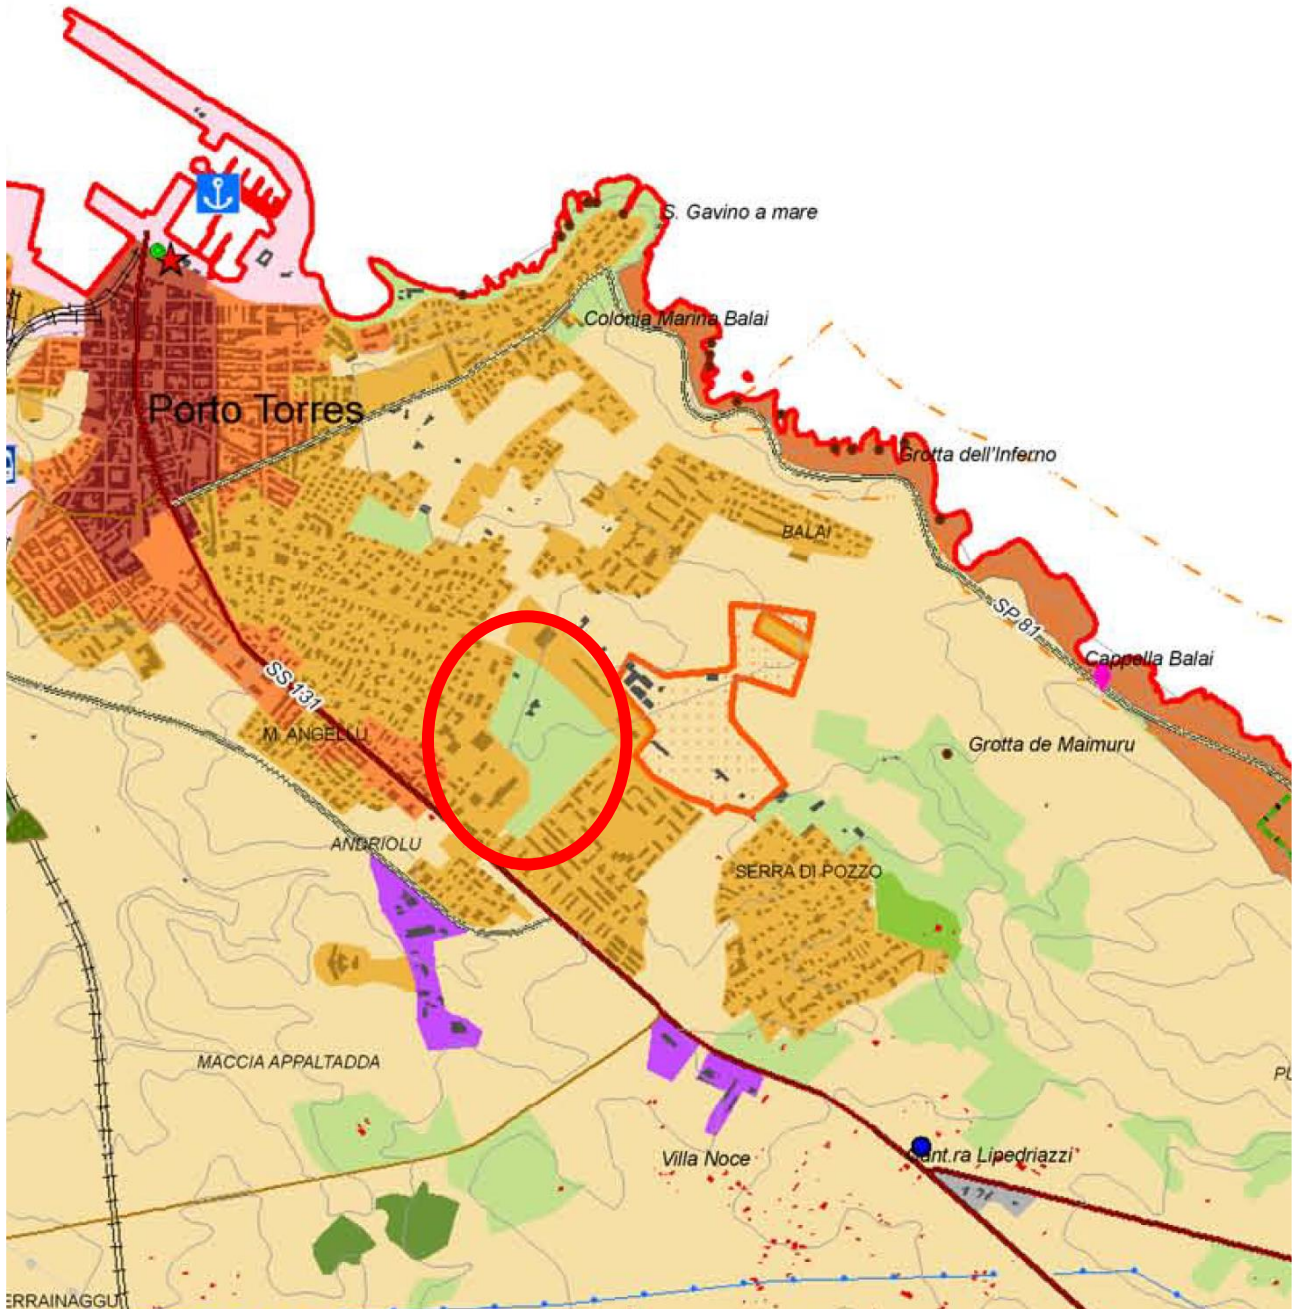 S. Gavino a mare
Colonia Marina Balai
Porto Torres
Grotta dell'Inferno
BALAI
SP 81
Cappella Balai
SS 131
M. ANGELLU
Grotta de Maimuru
ANDRIOLU
SERRA DI POZZO
MACCIA APPALTADDA
Villa Noce
Cant.ra Lipedriazzi
ERRAINAGGU